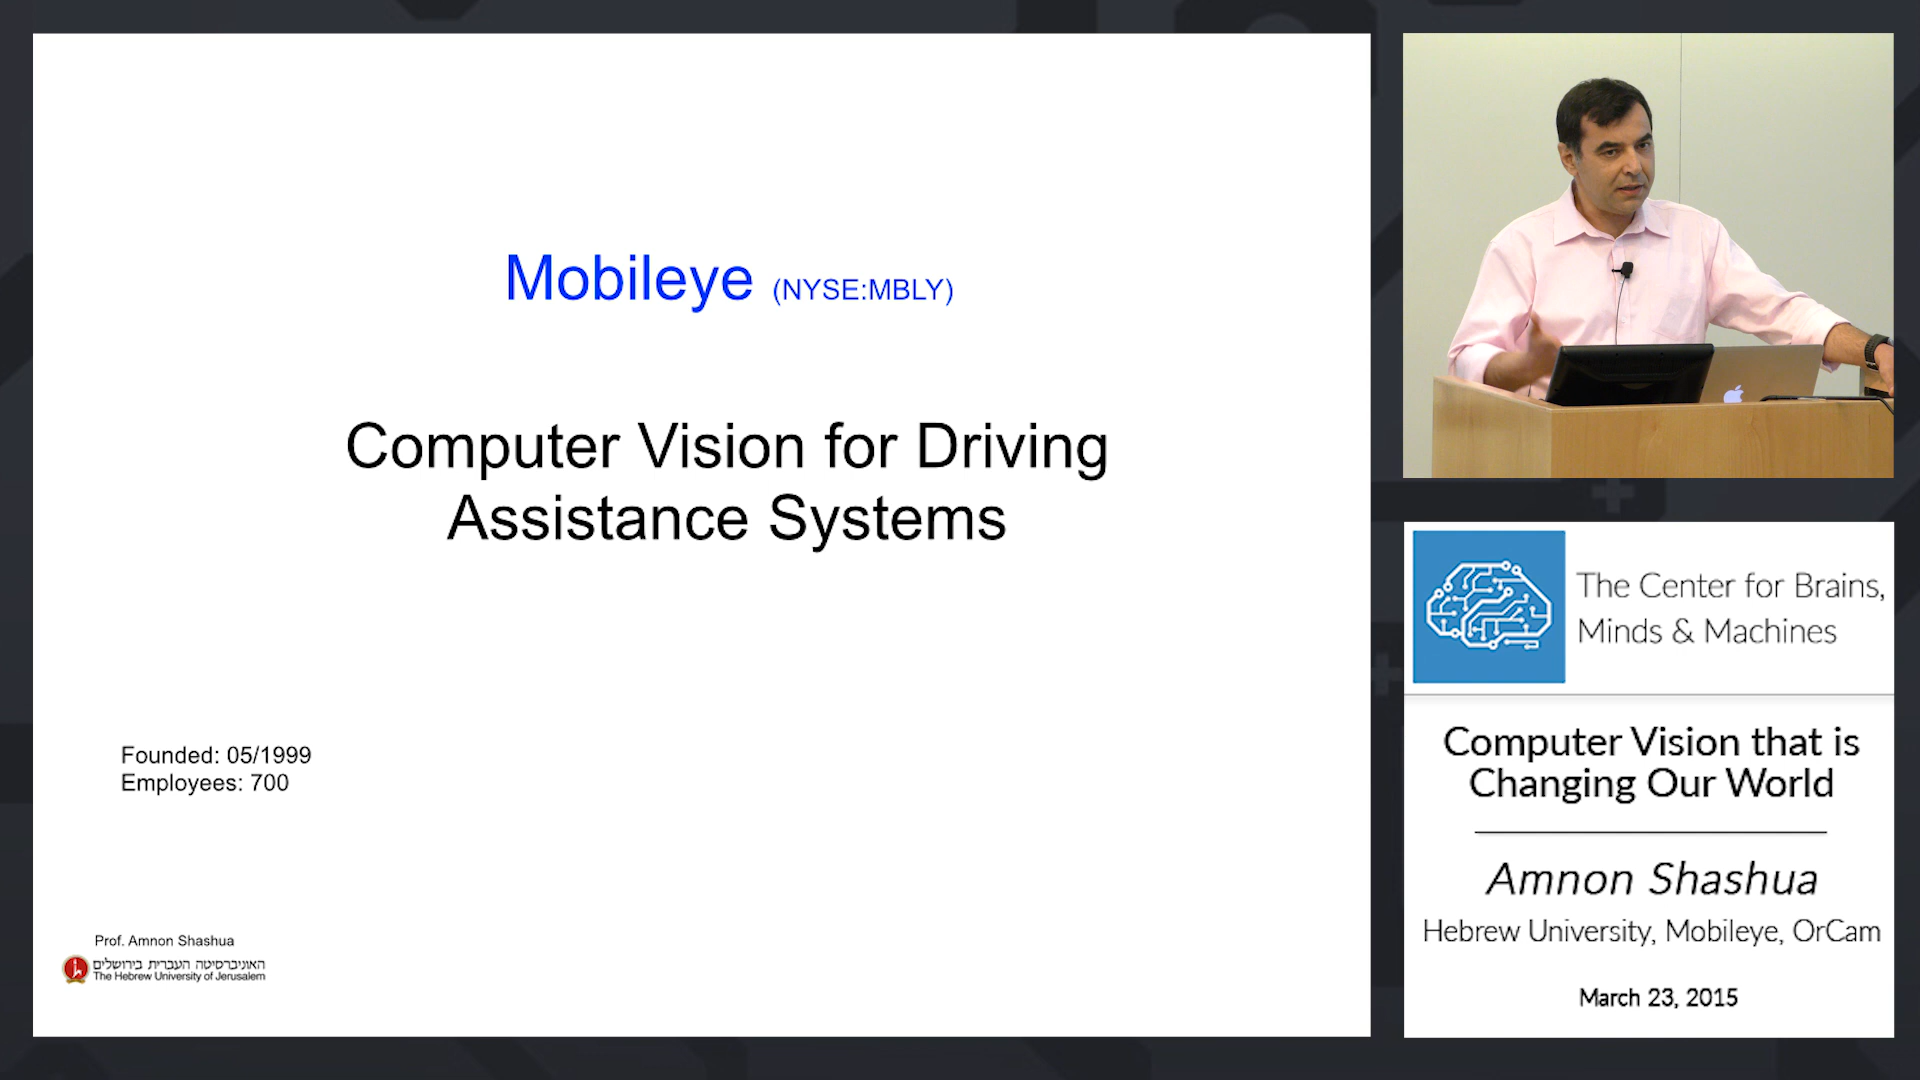 Mobileye (NYSE:MBLY)
Computer Vision for Driving
Assistance Systems
Founded: 05/1999
Employees: 700
Prof. Amnon Shashua
האוניברסיטה העברית בירושלים
The Hebrew University of Jerusalem
The Center for Brains,
Minds & Machines
Computer Vision that is
Changing Our World
Amnon Shashua
Hebrew University, Mobileye, OrCam
March 23, 2015